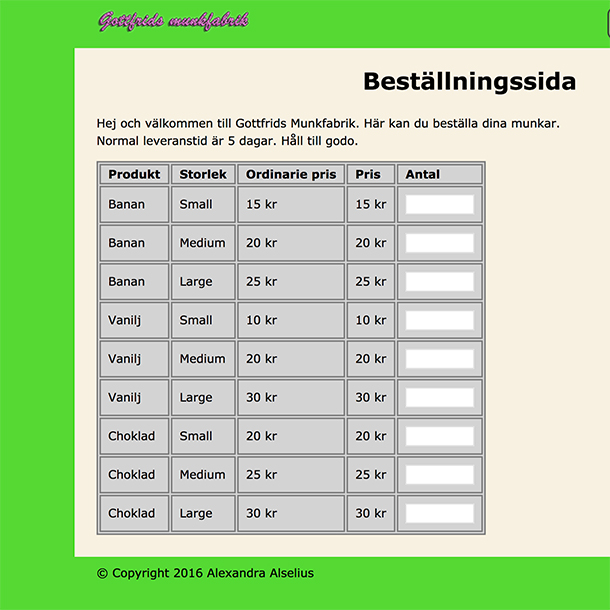 Gottfrids munkfabrik
Beställningssida
Hej och välkommen till Gottfrids Munkfabrik. Här kan du beställa dina munkar.
Normal leveranstid är 5 dagar. Håll till godo.
Produkt Storlek Ordinarie pris Pris Antal
Banan Small 15 kr 15 kr
Banan Medium 20 kr 20 kr
Banan Large 25 kr 25 kr
Vanilj Small 10 kr 10 kr
Vanilj Medium 20 kr 20 kr
Vanilj Large 30 kr 30 kr
Choklad Small 20 kr 20 kr
Choklad Medium 25 kr 25 kr
Choklad Large 30 kr 30 kr
© Copyright 2016 Alexandra Alselius